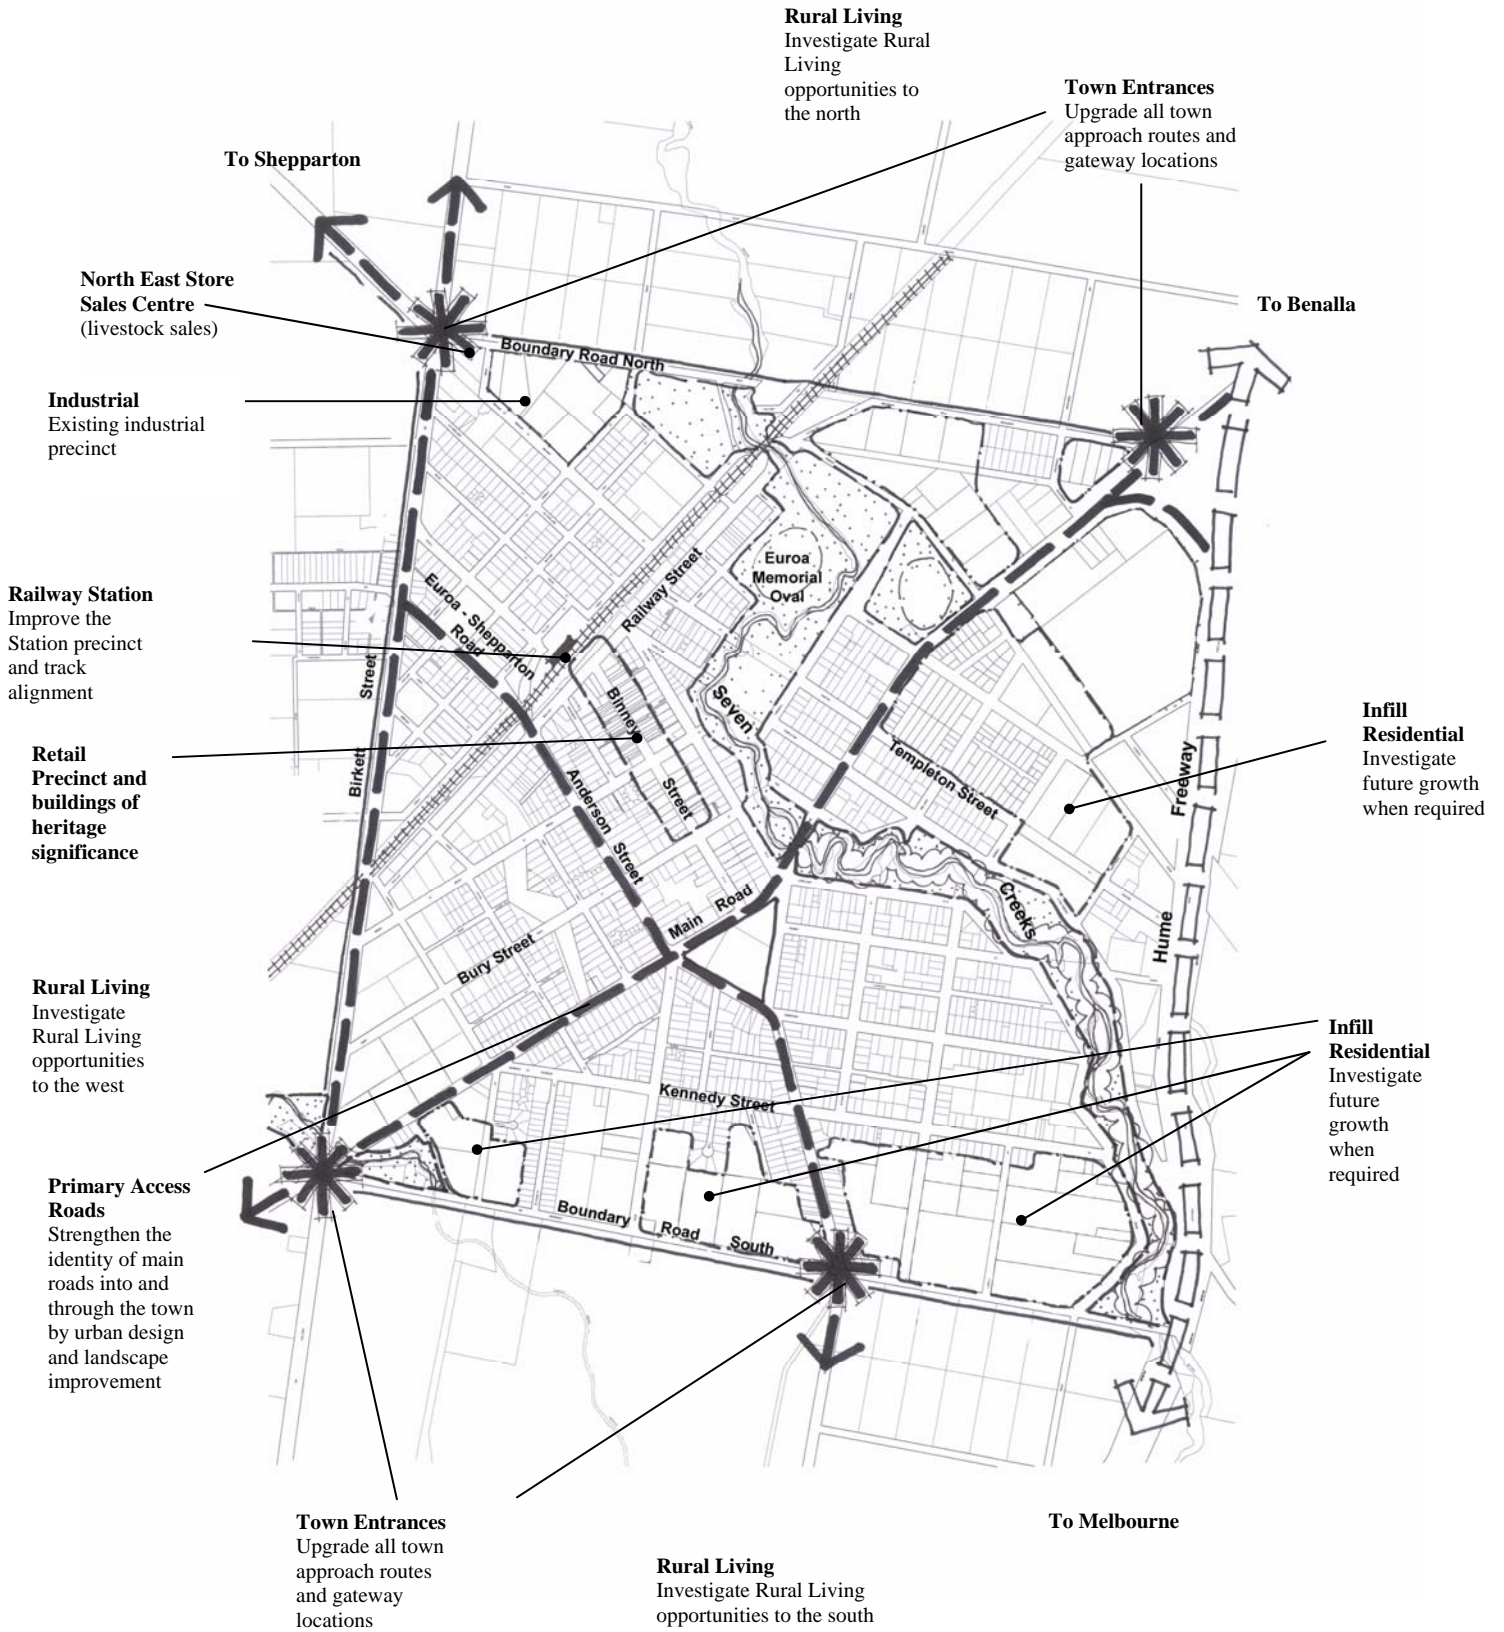 Rural Living
Investigate Rural
Living
opportunities to
the north
Town Entrances
Upgrade all town
approach routes and
gateway locations
To Shepparton
North East Store
Sales Centre
(livestock sales)
To Benalla
Boundary Road North
Industrial
Existing industrial
precinct
Euroa
Memorial
Oval
Railway Street
Euroa - Shepparton
Road
Railway Station
Improve the
Station precinct
and track
alignment
Binney
Street
Seven
Creeks
Birkett
Street
Retail
Precinct and
buildings of
heritage
significance
Anderson
Street
Templeton Street
Infill
Residential
Investigate
future growth
when required
Hume
Freeway
Main Road
Bury Street
Rural Living
Investigate
Rural Living
opportunities
to the west
Kennedy Street
Infill
Residential
Investigate
future
growth
when
required
Primary Access
Roads
Strengthen the
identity of main
roads into and
through the town
by urban design
and landscape
improvement
Boundary Road South
Town Entrances
Upgrade all town
approach routes
and gateway
locations
To Melbourne
Rural Living
Investigate Rural Living
opportunities to the south